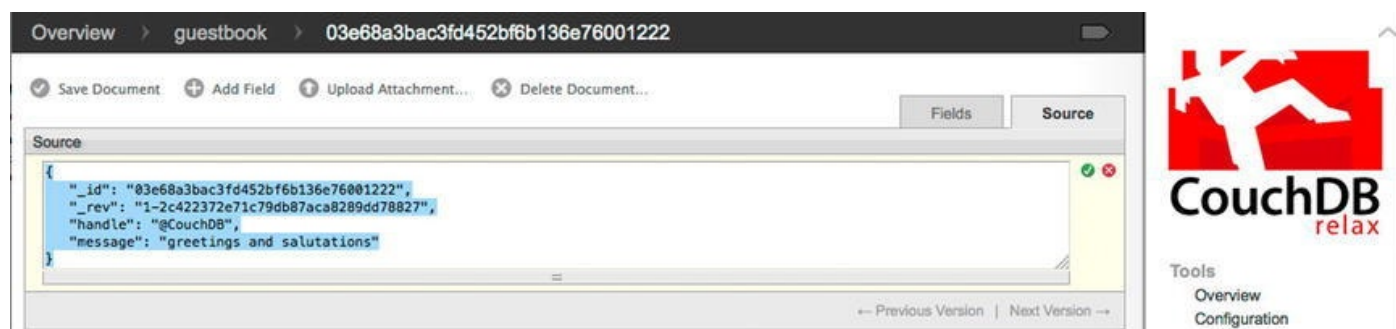 Overview guestbook 03e68a3bac3fd452bf6b136e76001222
Save Document Add Field Upload Attachment... Delete Document...
Fields Source
Source
{
"_id": "03e68a3bac3fd452bf6b136e76001222",
"_rev": "1-2c422372e71c79db87aca8289dd78827",
"handle": "@CouchDB",
"message": "greetings and salutations"
}
← Previous Version | Next Version →
CouchDB
relax
Tools
Overview
Configuration